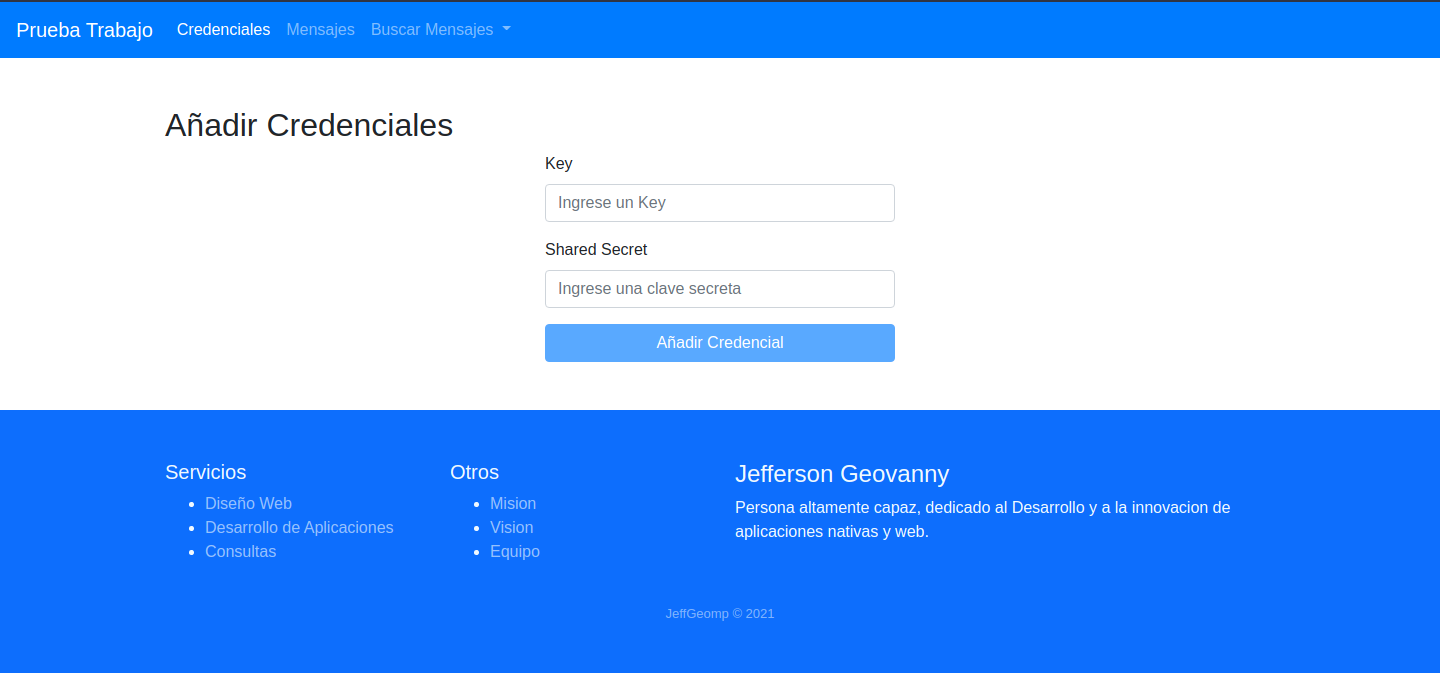 Prueba Trabajo Credenciales Mensajes Buscar Mensajes
Añadir Credenciales
Key
Ingrese un Key
Shared Secret
Ingrese una clave secreta
Añadir Credencial
Servicios
Diseño Web
Desarrollo de Aplicaciones
Consultas
Otros
Mision
Vision
Equipo
Jefferson Geovanny
Persona altamente capaz, dedicado al Desarrollo y a la innovacion de
aplicaciones nativas y web.
JeffGeomp © 2021